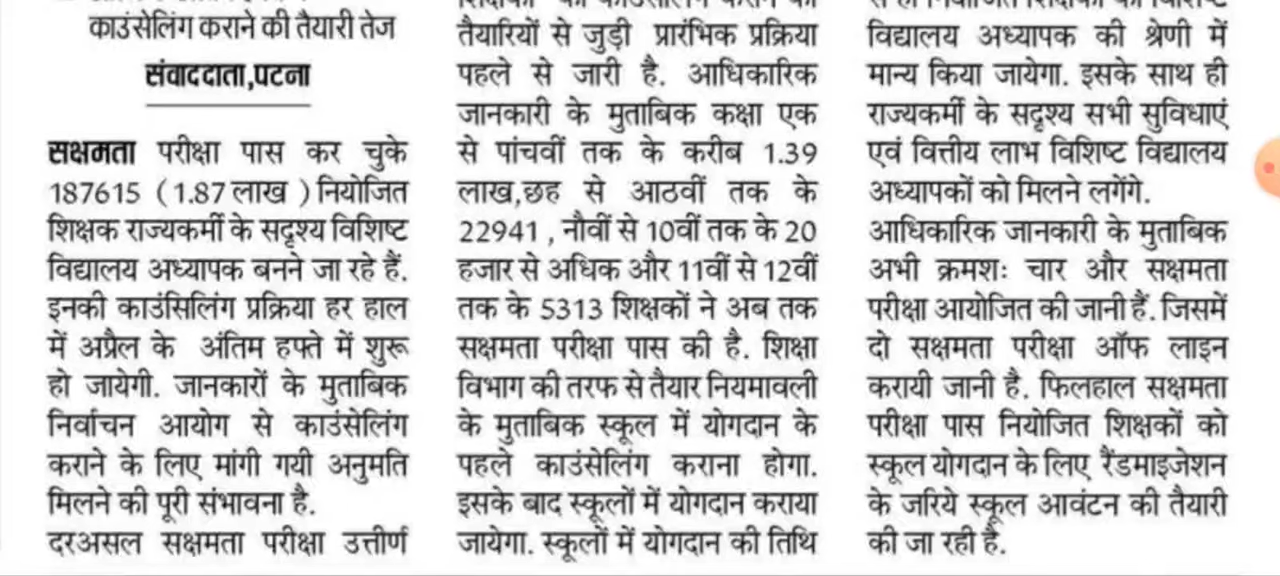 काउंसेलिंग कराने की तैयारी तेज
संवाददाता,पटना
सक्षमता परीक्षा पास कर चुके
187615 (1.87 लाख ) नियोजित
शिक्षक राज्यकर्मी के सदृश्य विशिष्ट
विद्यालय अध्यापक बनने जा रहे हैं.
इनकी काउंसिलिंग प्रक्रिया हर हाल
में अप्रैल के अंतिम हफ्ते में शुरू
हो जायेगी. जानकारों के मुताबिक
निर्वाचन आयोग से काउंसेलिंग
कराने के लिए मांगी गयी अनुमति
मिलने की पूरी संभावना है.
दरअसल सक्षमता परीक्षा उत्तीर्ण
तैयारियों से जुड़ी प्रारंभिक प्रक्रिया
पहले से जारी है. आधिकारिक
जानकारी के मुताबिक कक्षा एक
से पांचवीं तक के करीब 1.39
लाख,छह से आठवीं तक के
22941 , नौवीं से 10वीं तक के 20
हजार से अधिक और 11वीं से 12वीं
तक के 5313 शिक्षकों ने अब तक
सक्षमता परीक्षा पास की है. शिक्षा
विभाग की तरफ से तैयार नियमावली
के मुताबिक स्कूल में योगदान के
पहले काउंसेलिंग कराना होगा.
इसके बाद स्कूलों में योगदान कराया
जायेगा. स्कूलों में योगदान की तिथि
विद्यालय अध्यापक की श्रेणी में
मान्य किया जायेगा. इसके साथ ही
राज्यकर्मी के सदृश्य सभी सुविधाएं
एवं वित्तीय लाभ विशिष्ट विद्यालय
अध्यापकों को मिलने लगेंगे.
आधिकारिक जानकारी के मुताबिक
अभी क्रमशः चार और सक्षमता
परीक्षा आयोजित की जानी हैं. जिसमें
दो सक्षमता परीक्षा ऑफ लाइन
करायी जानी है. फिलहाल सक्षमता
परीक्षा पास नियोजित शिक्षकों को
स्कूल योगदान के लिए रैंडमाइजेशन
के जरिये स्कूल आवंटन की तैयारी
की जा रही है.